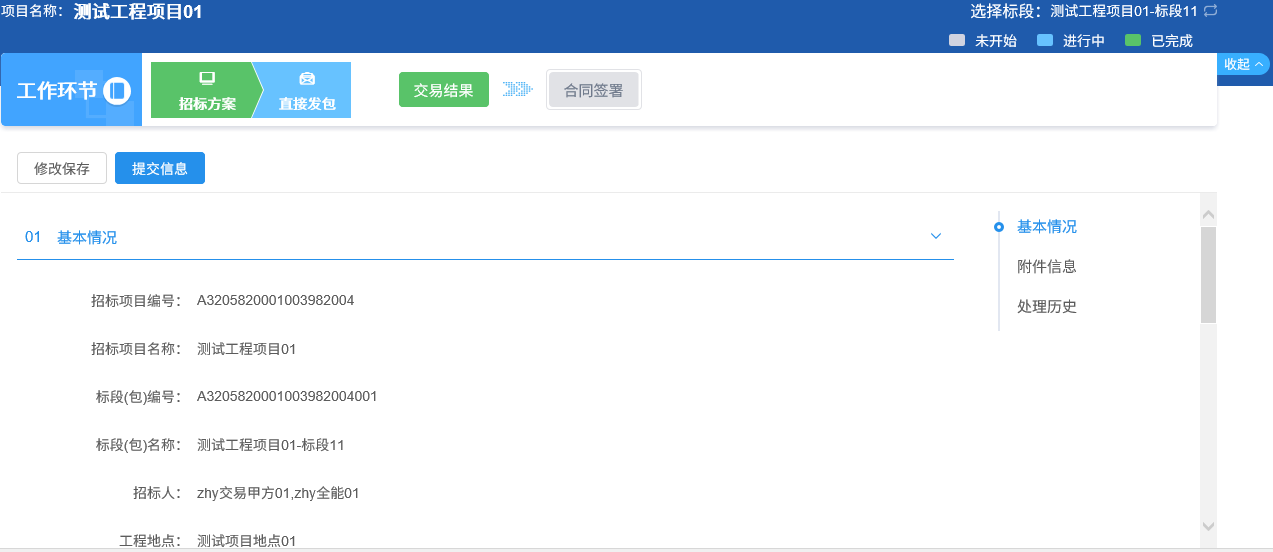 项目名称： 测试工程项目01
选择标段： 测试工程项目01-标段11
未开始 进行中 已完成
收起
工作环节
招标方案 直接发包
交易结果 合同签署
修改保存 提交信息
01 基本情况
基本情况
附件信息
处理历史
招标项目编号： A3205820001003982004
招标项目名称： 测试工程项目01
标段(包)编号： A3205820001003982004001
标段(包)名称： 测试工程项目01-标段11
招标人： zhy交易甲方01,zhy全能01
工程地点： 测试项目地点01